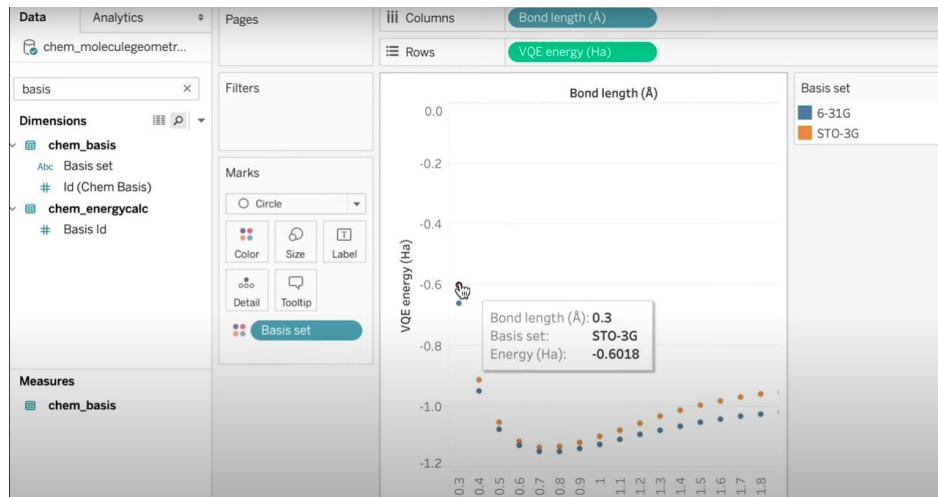 Data
Analytics
chem_moleculegeometr...
basis
Dimensions
chem_basis
Abc Basis set
# Id (Chem Basis)
chem_energycalc
# Basis Id
Measures
chem_basis
Pages
Filters
Marks
Circle
Color Size Label
T
Detail Tooltip
Basis set
iii Columns
Bond length (Å)
Rows
VQE energy (Ha)
Bond length (Å)
VQE energy (Ha)
0.0
-0.2
-0.4
-0.6
-0.8
-1.0
-1.2
Bond length (Å): 0.3
Basis set: STO-3G
Energy (Ha): -0.6018
0.3 0.4 0.5 0.6 0.7 0.8 0.9 1 1.1 1.2 1.3 1.4 1.5 1.6 1.7 1.8
Basis set
6-31G
STO-3G